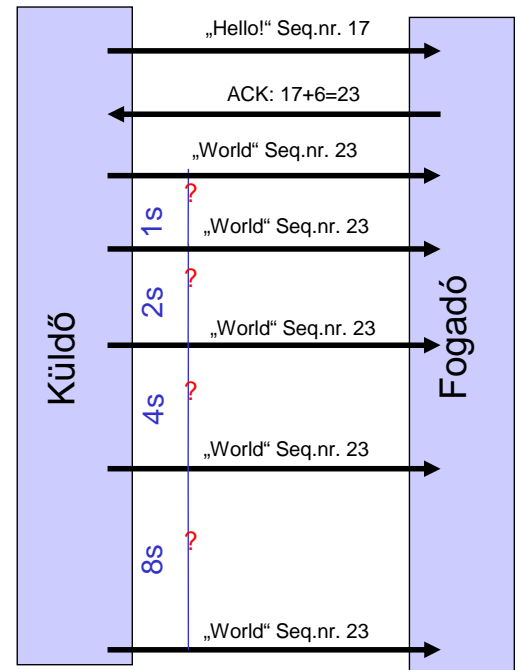 „Hello!“ Seq.nr. 17
ACK: 17+6=23
„World“ Seq.nr. 23
?
1s
„World“ Seq.nr. 23
?
2s
„World“ Seq.nr. 23
Küldő
Fogadó
?
4s
„World“ Seq.nr. 23
?
8s
„World“ Seq.nr. 23